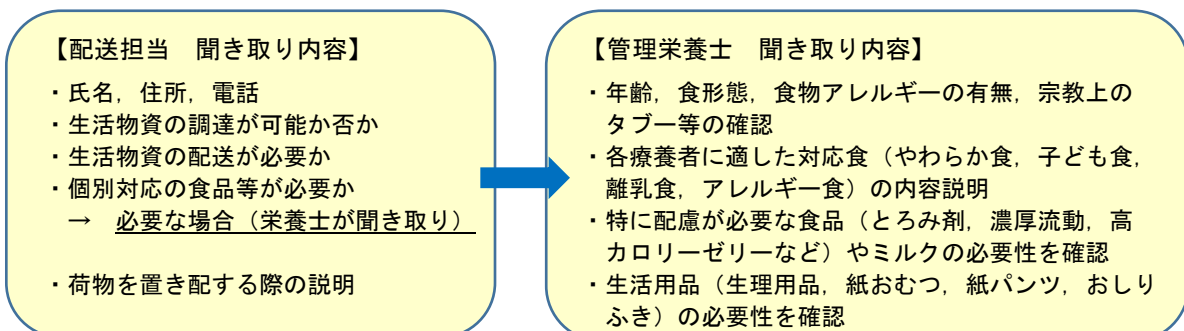 【配送担当　聞き取り内容】
・氏名，住所，電話
・生活物資の調達が可能か否か
・生活物資の配送が必要か
・個別対応の食品等が必要か
→　必要な場合（栄養士が聞き取り）
・荷物を置き配する際の説明
【管理栄養士　聞き取り内容】
・年齢，食形態，食物アレルギーの有無，宗教上の
タブー等の確認
・各療養者に適した対応食（やわらか食，子ども食，
離乳食，アレルギー食）の内容説明
・特に配慮が必要な食品（とろみ剤，濃厚流動，高
カロリーゼリーなど）やミルクの必要性を確認
・生活用品（生理用品，紙おむつ，紙パンツ，おしり
ふき）の必要性を確認